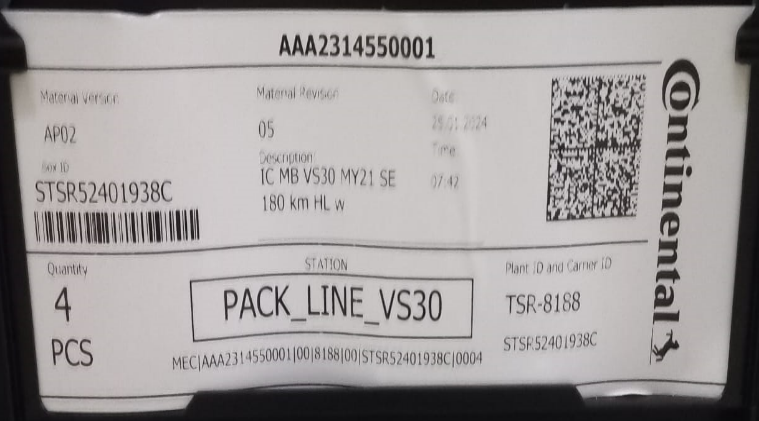 AAA2314550001
Material Version
AP02
Box ID
STSR52401938C
Material Revision
05
Description:
IC MB VS30 MY21 SE
180 km HL w
Date
25.01.2024
Time
07:42
Continental
Quantity
4
PCS
STATION
PACK_LINE_VS30
MEC|AAA2314550001|00|8188|00|STSR52401938C|0004
Plant ID and Carrier ID
TSR-8188
STSR52401938C